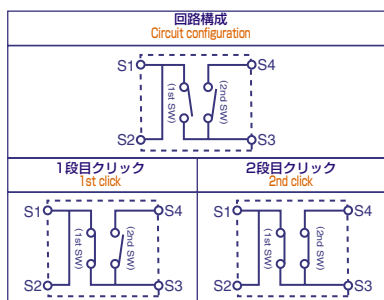 回路構成
Circuit configuration
S1 S4
(1st SW) (2nd SW)
S2 S3
1段目クリック 2段目クリック
1st click 2nd click
S1 S4 S1 S4
(1st SW) (2nd SW) (1st SW) (2nd SW)
S2 S3 S2 S3